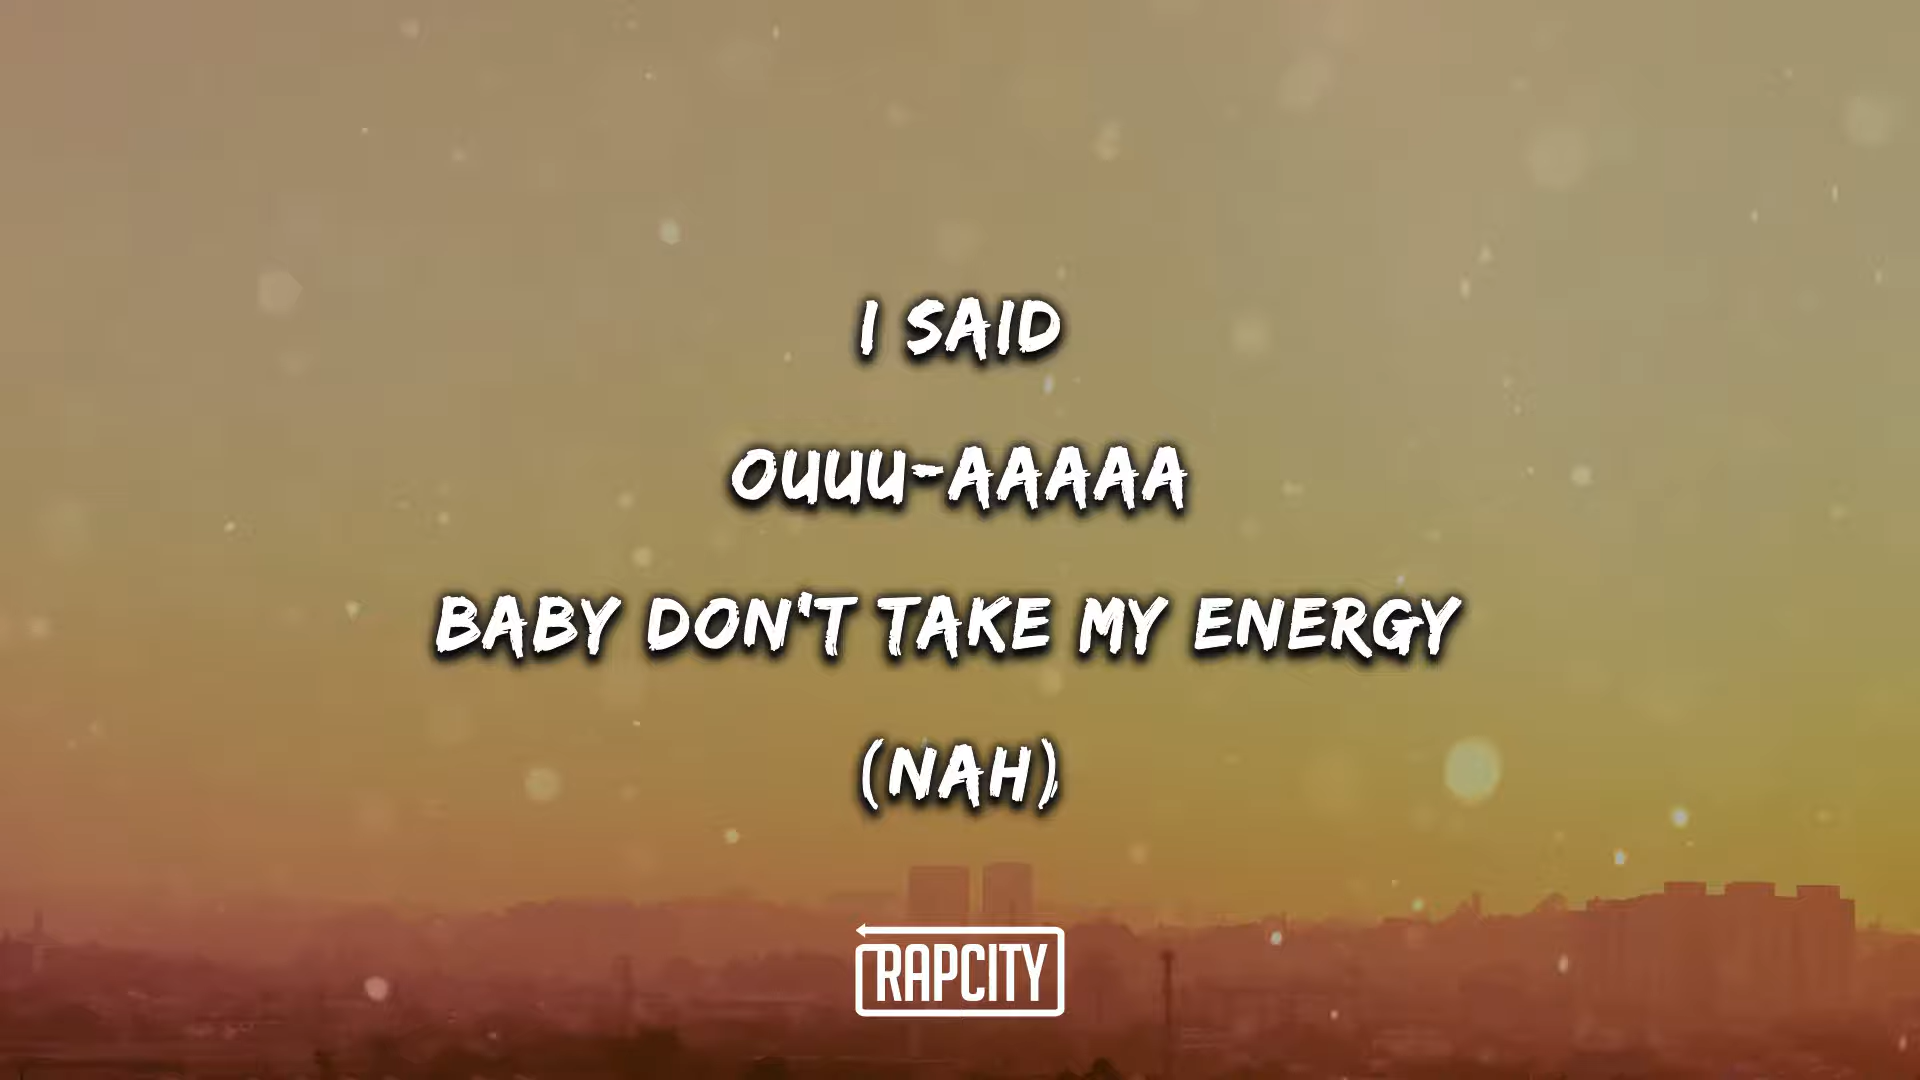 I SAID
OUUU-AAAAA
BABY DON'T TAKE MY ENERGY
(NAH)
RAPCITY